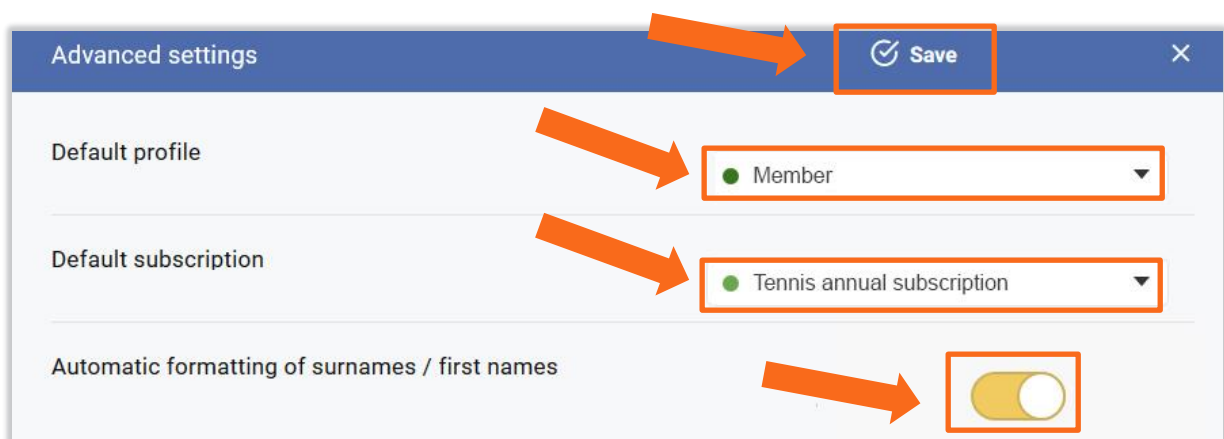 Advanced settings Save
Default profile
Member
Default subscription
Tennis annual subscription
Automatic formatting of surnames / first names